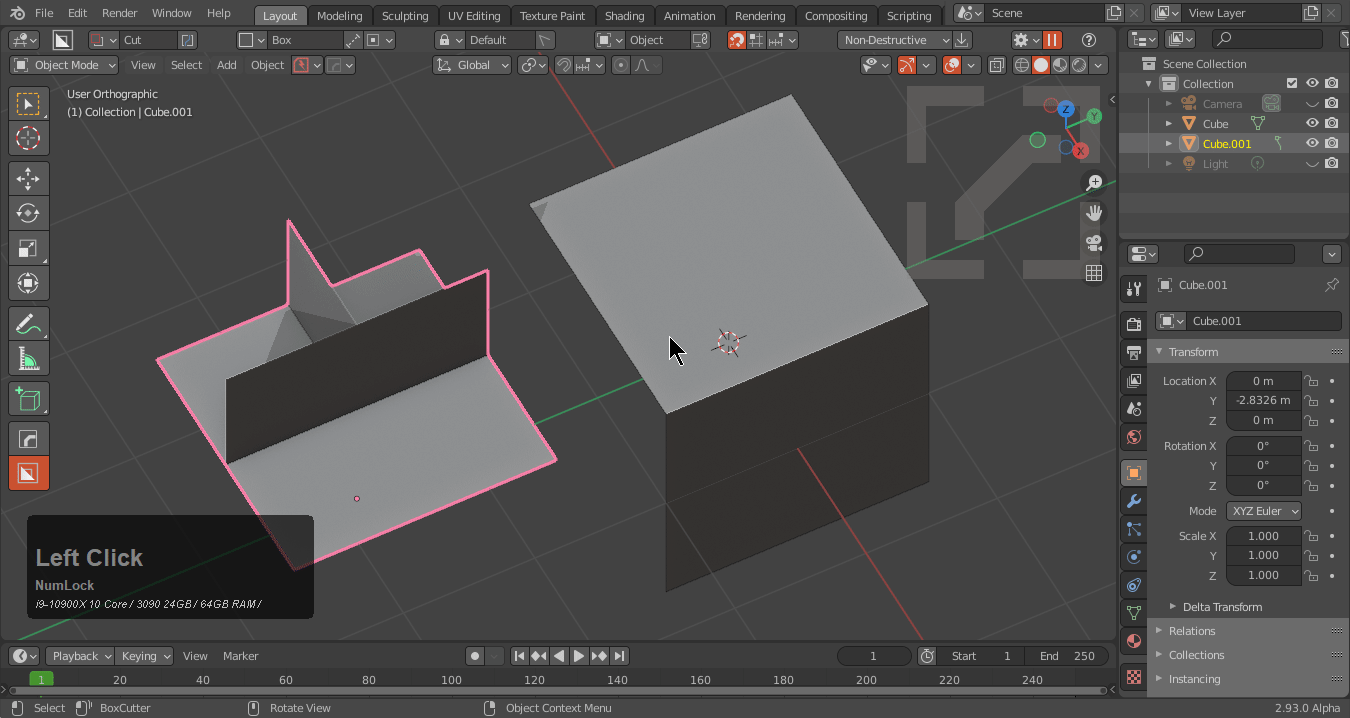 File Edit Render Window Help Layout Modeling Sculpting UV Editing Texture Paint Shading Animation Rendering Compositing Scripting Scene View Layer
Cut Box Default Object Non-Destructive
Object Mode View Select Add Object Global
User Orthographic
(1) Collection | Cube.001
Z
Y
X
Scene Collection
Collection
Camera
Cube
Cube.001
Light
Cube.001
Cube.001
Transform
Location X 0 m
Y -2.8326 m
Z 0 m
Rotation X 0°
Y 0°
Z 0°
Mode XYZ Euler
Scale X 1.000
Y 1.000
Z 1.000
Delta Transform
Relations
Collections
Instancing
Left Click
NumLock
i9-10900X 10 Core / 3090 24GB / 64GB RAM /
Playback Keying View Marker 1 Start 1 End 250
1 20 40 60 80 100 120 140 160 180 200 220 240
Select BoxCutter Rotate View Object Context Menu 2.93.0 Alpha